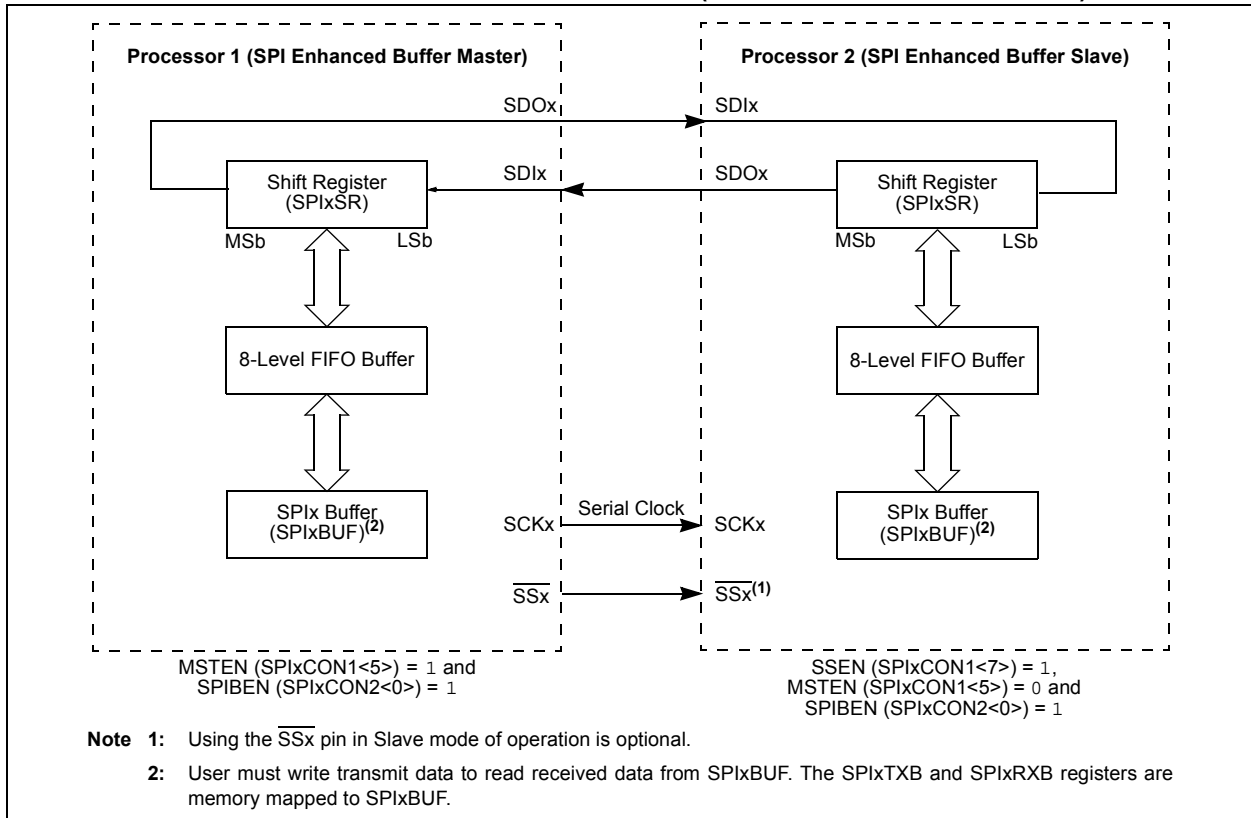 Processor 1 (SPI Enhanced Buffer Master)
Processor 2 (SPI Enhanced Buffer Slave)
SDOx
SDIx
Shift Register
(SPIxSR)
SDIx
SDOx
Shift Register
(SPIxSR)
MSb
LSb
MSb
LSb
8-Level FIFO Buffer
8-Level FIFO Buffer
SPIx Buffer
(SPIxBUF)(2)
SCKx
Serial Clock
SCKx
SPIx Buffer
(SPIxBUF)(2)
SSx
SSx(1)
MSTEN (SPIxCON1<5>) = 1 and
SPIBEN (SPIxCON2<0>) = 1
SSEN (SPIxCON1<7>) = 1,
MSTEN (SPIxCON1<5>) = 0 and
SPIBEN (SPIxCON2<0>) = 1
Note 1: Using the SSx pin in Slave mode of operation is optional.
2: User must write transmit data to read received data from SPIxBUF. The SPIxTXB and SPIxRXB registers are
memory mapped to SPIxBUF.